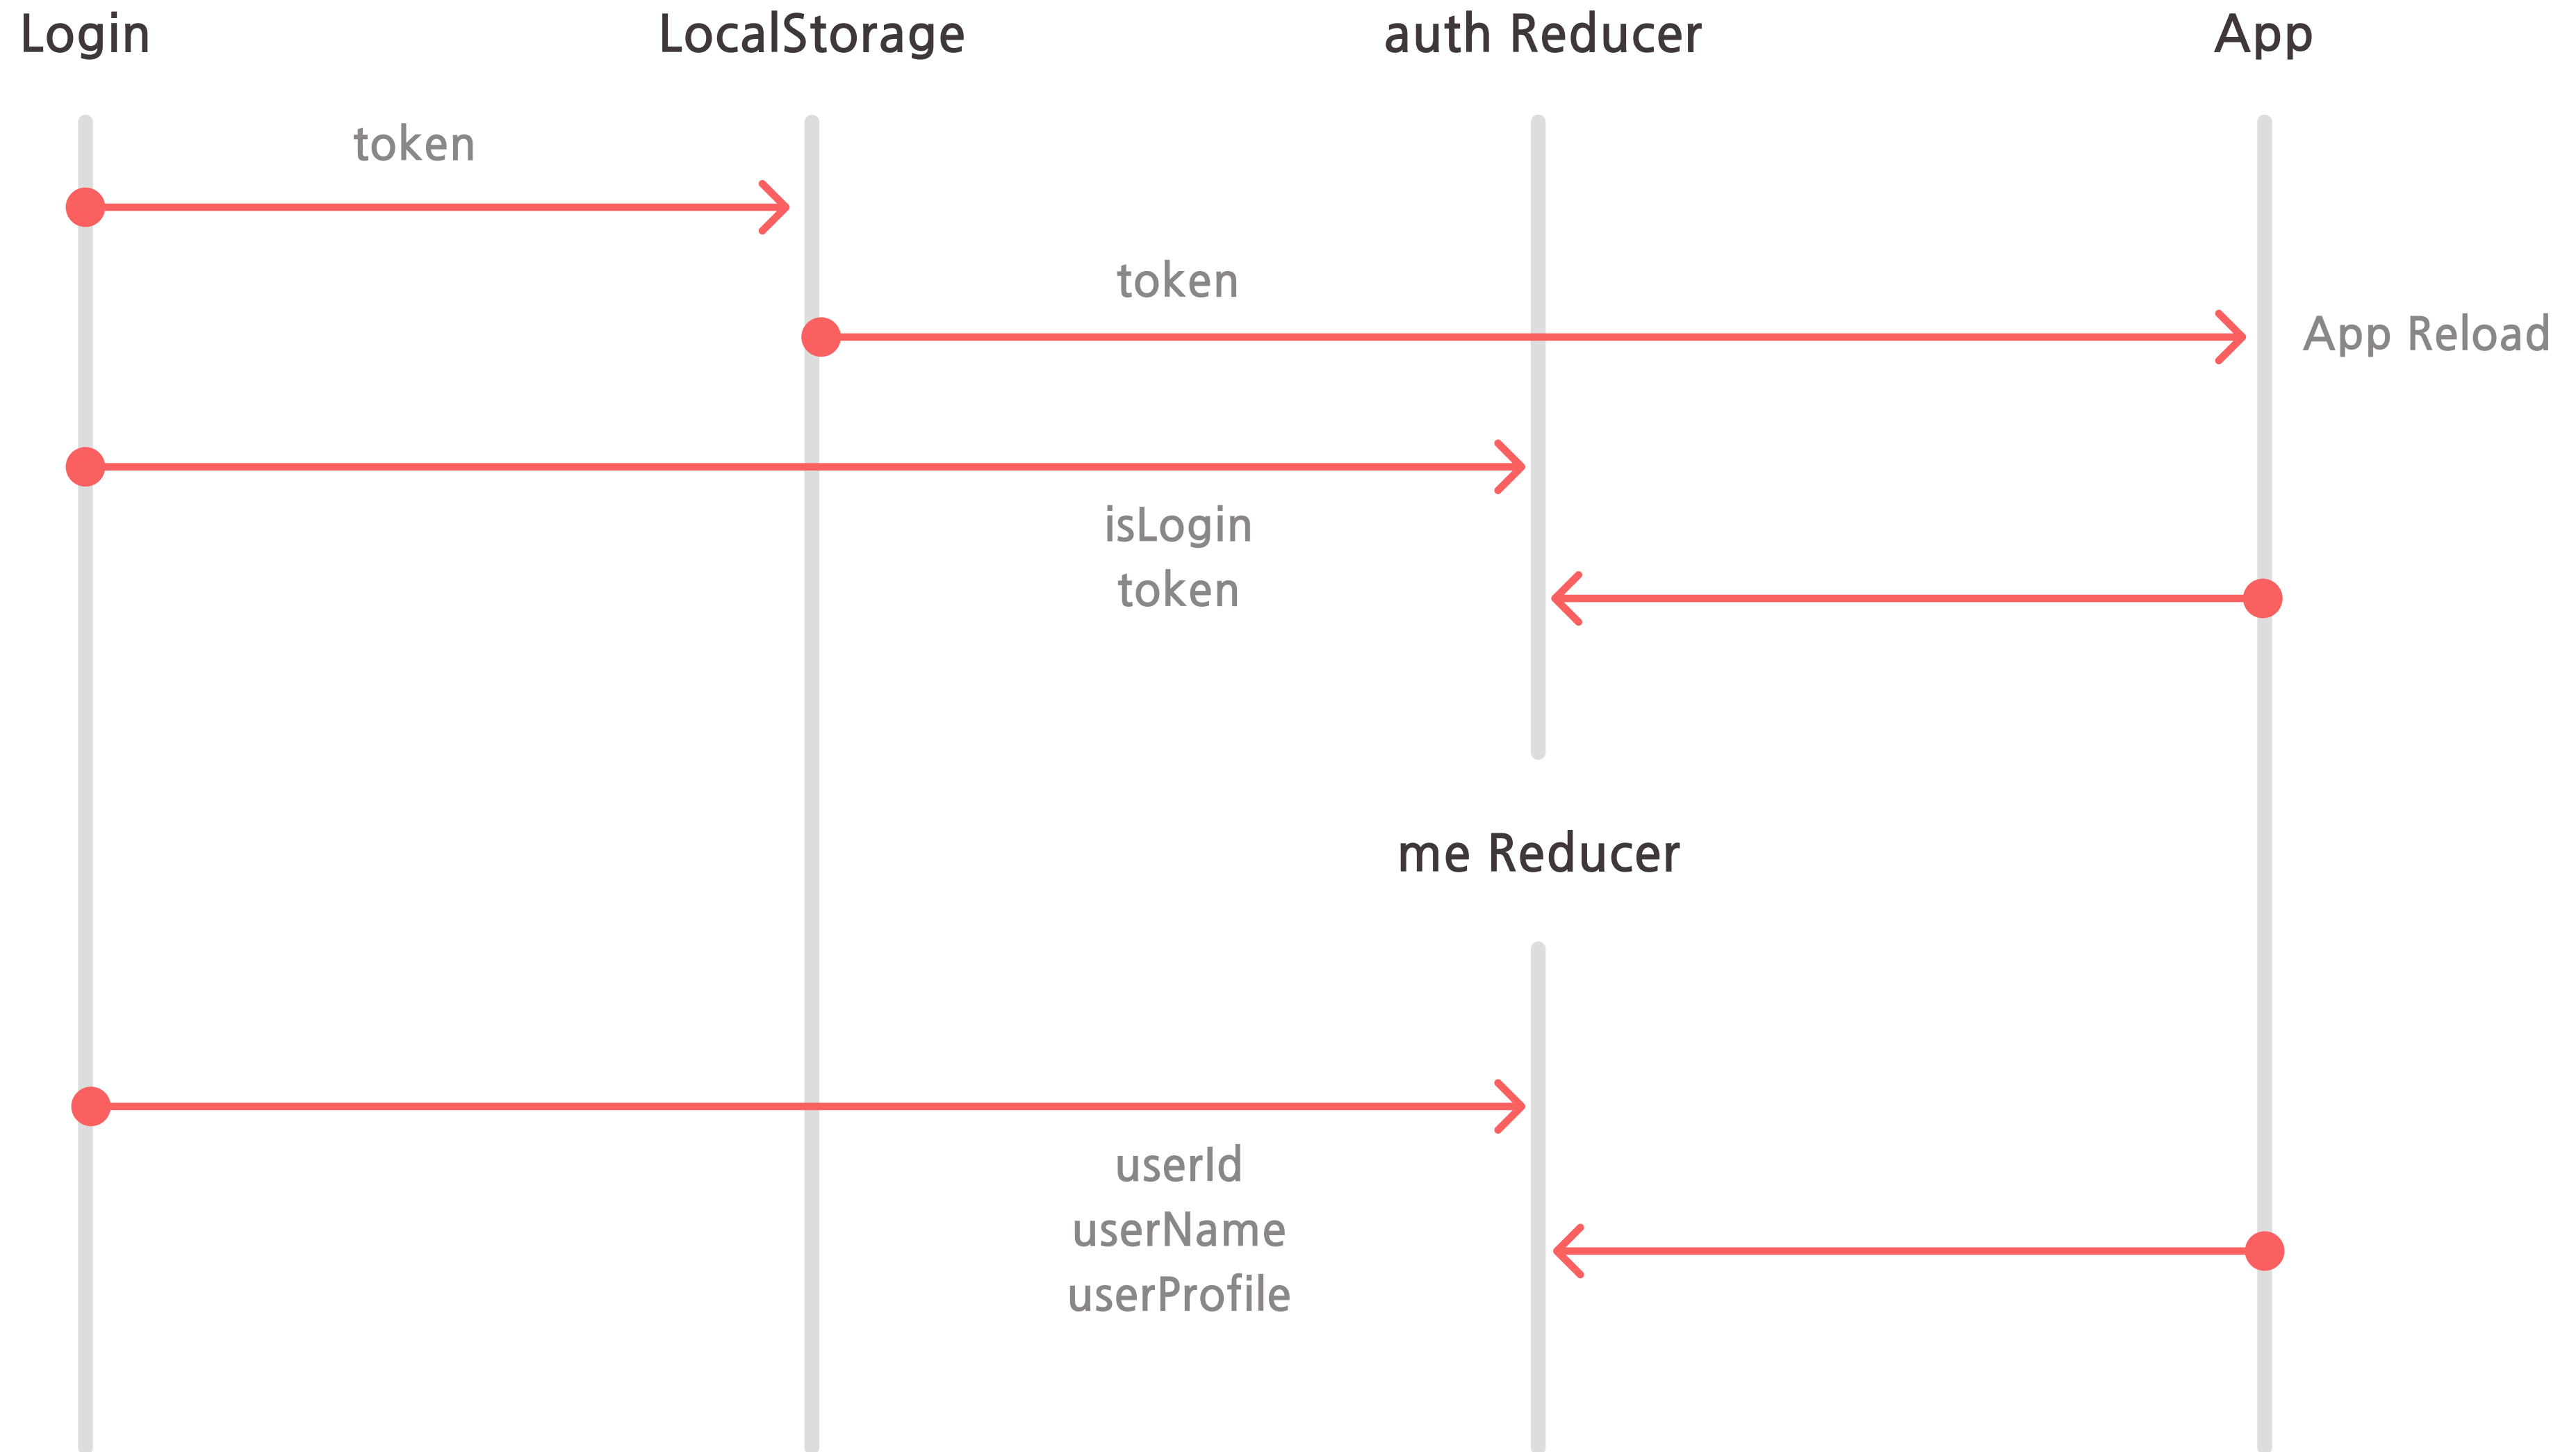 Login
LocalStorage
auth Reducer
App
token
token
App Reload
isLogin
token
me Reducer
userId
userName
userProfile